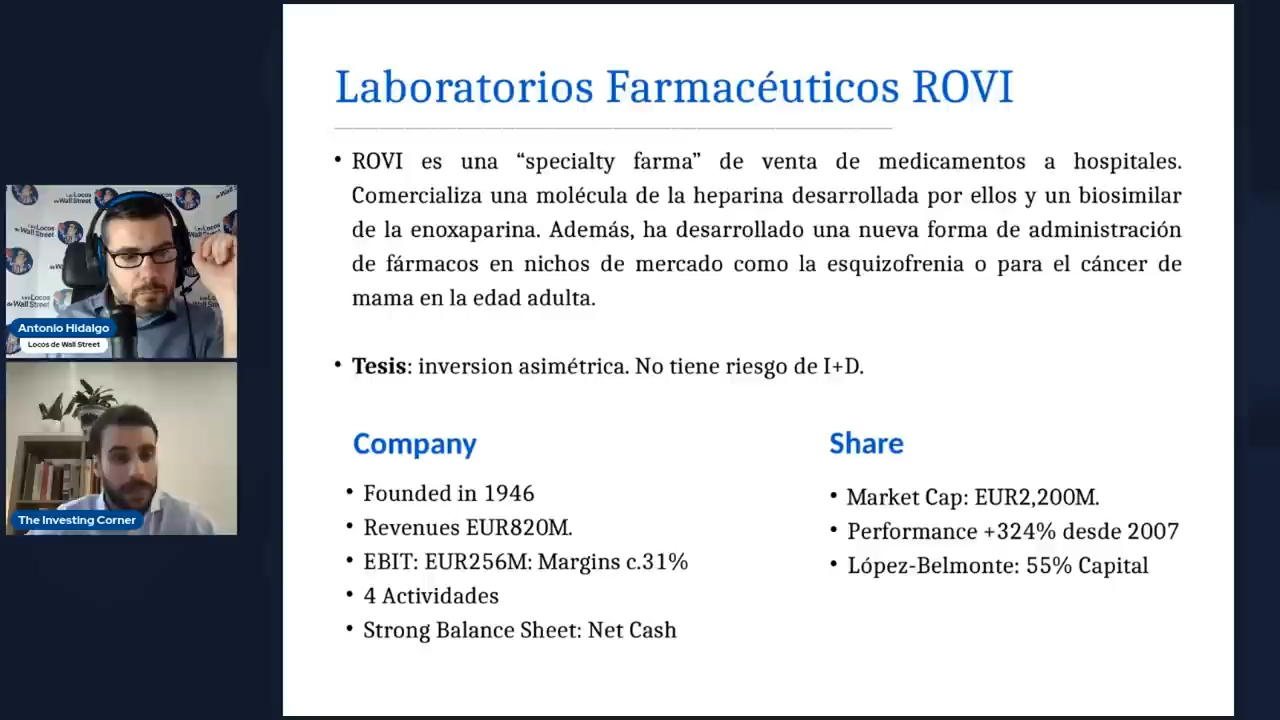 Laboratorios Farmacéuticos ROVI
• ROVI es una “specialty farma” de venta de medicamentos a hospitales.
Comercializa una molécula de la heparina desarrollada por ellos y un biosimilar
de la enoxaparina. Además, ha desarrollado una nueva forma de administración
de fármacos en nichos de mercado como la esquizofrenia o para el cáncer de
mama en la edad adulta.
• Tesis: inversion asimétrica. No tiene riesgo de I+D.
Company
• Founded in 1946
• Revenues EUR820M.
• EBIT: EUR256M: Margins c.31%
• 4 Actividades
• Strong Balance Sheet: Net Cash
Share
• Market Cap: EUR2,200M.
• Performance +324% desde 2007
• López-Belmonte: 55% Capital
Los Locos
de Wall Street
Antonio Hidalgo
Locos de Wall Street
The Investing Corner